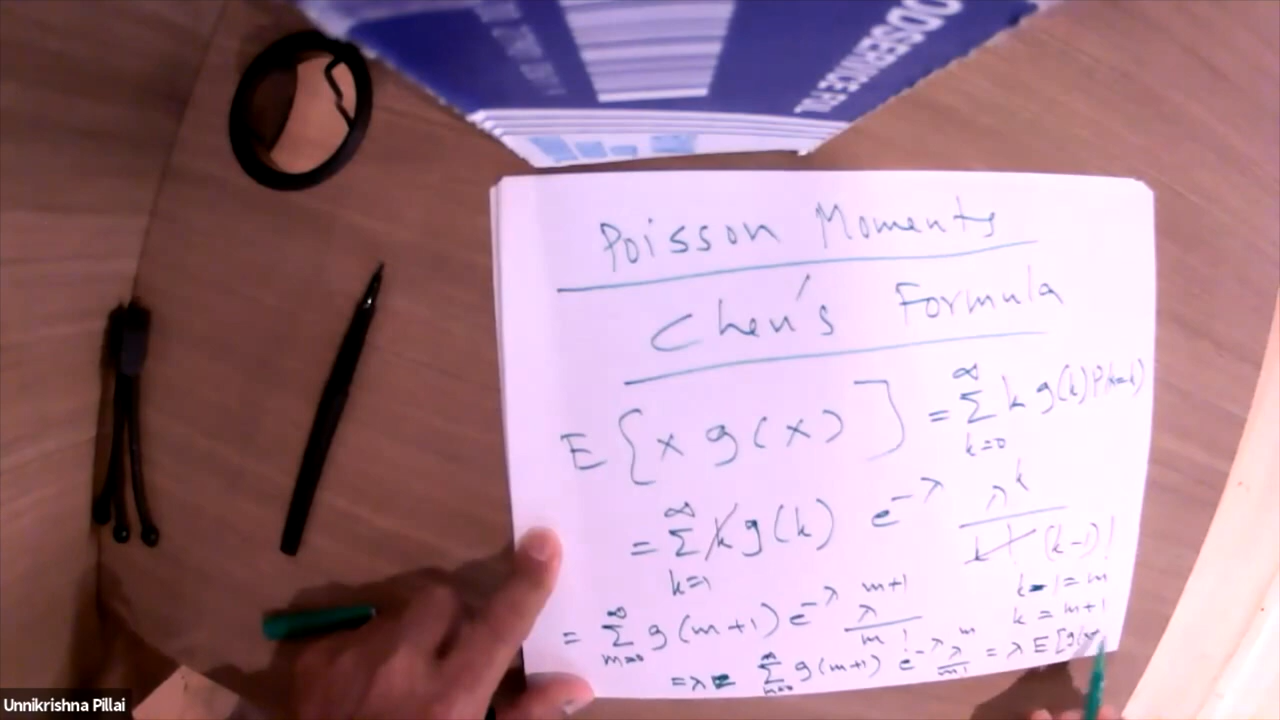 Poisson Moments
Chen's Formula
E[X g(X)] = ∑_{k=0}^{∞} k g(k) P(X=k)
= ∑_{k=1}^{∞} k g(k) e^{-λ} λ^k / k! (k-1)!
k-1=m
k=m+1
= ∑_{m=0}^{∞} g(m+1) e^{-λ} λ^{m+1} / m!
= λ ∑_{m=0}^{∞} g(m+1) e^{-λ} λ^m / m! = λ E[g(
Unnikrishna Pillai